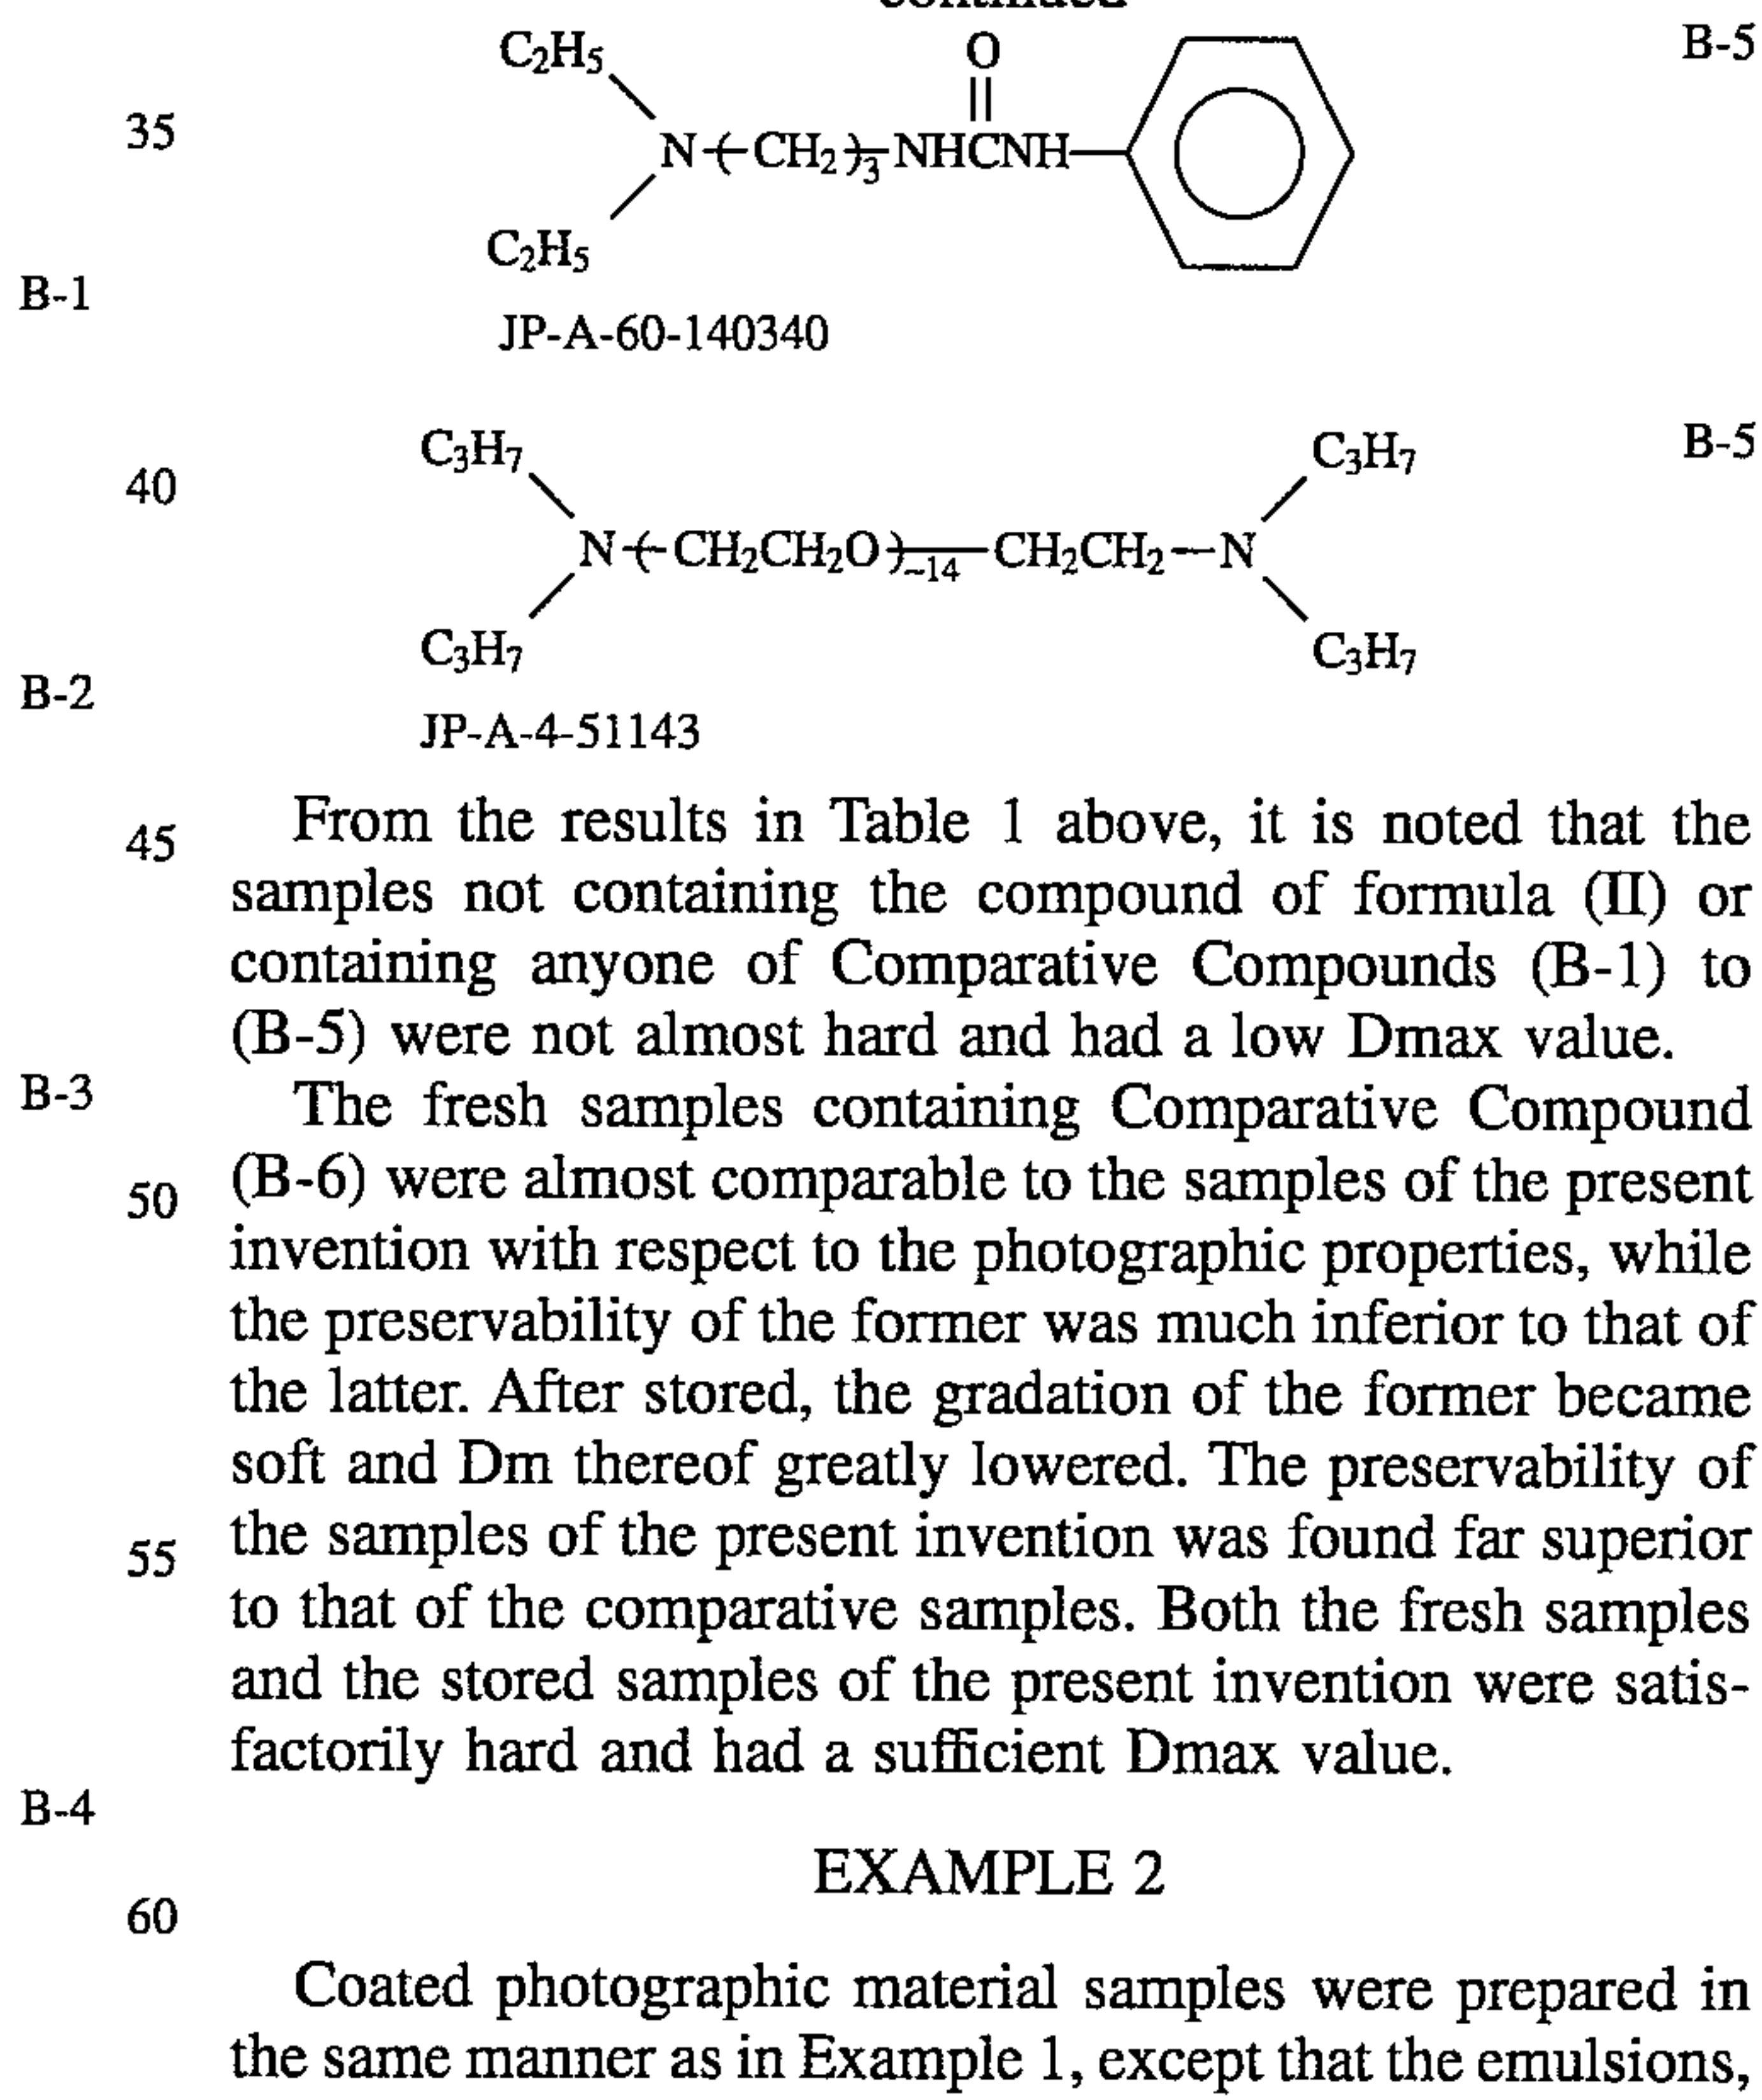 continued
C2H5 O B-5
||
35 N-(-CH2-)-3 NHCNH
C2H5
B-1
JP-A-60-140340
C3H7 C3H7 B-5
40
N-(-CH2CH2O-)-~14 CH2CH2-N
C3H7 C3H7
B-2
JP-A-4-51143
45 From the results in Table 1 above, it is noted that the
samples not containing the compound of formula (II) or
containing anyone of Comparative Compounds (B-1) to
(B-5) were not almost hard and had a low Dmax value.
B-3 The fresh samples containing Comparative Compound
50 (B-6) were almost comparable to the samples of the present
invention with respect to the photographic properties, while
the preservability of the former was much inferior to that of
the latter. After stored, the gradation of the former became
soft and Dm thereof greatly lowered. The preservability of
55 the samples of the present invention was found far superior
to that of the comparative samples. Both the fresh samples
and the stored samples of the present invention were satis-
factorily hard and had a sufficient Dmax value.
B-4
EXAMPLE 2
60
Coated photographic material samples were prepared in
the same manner as in Example 1, except that the emulsions,